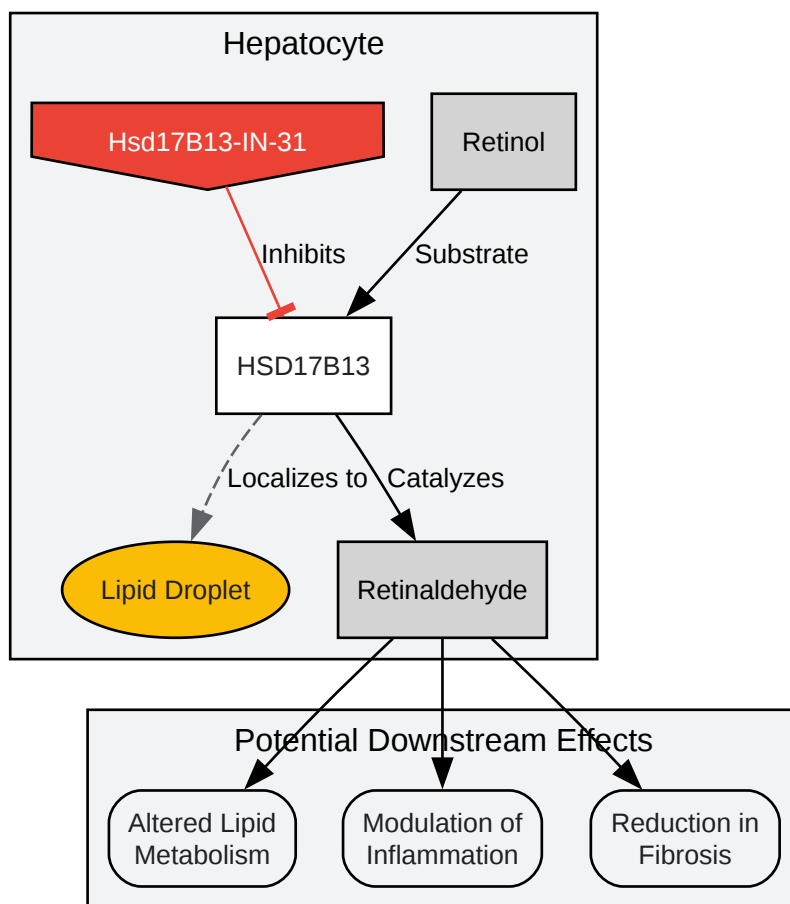 Hepatocyte
Hsd17B13-IN-31
Retinol
Inhibits
Substrate
HSD17B13
Localizes to
Catalyzes
Lipid Droplet
Retinaldehyde
Potential Downstream Effects
Altered Lipid
Metabolism
Modulation of
Inflammation
Reduction in
Fibrosis